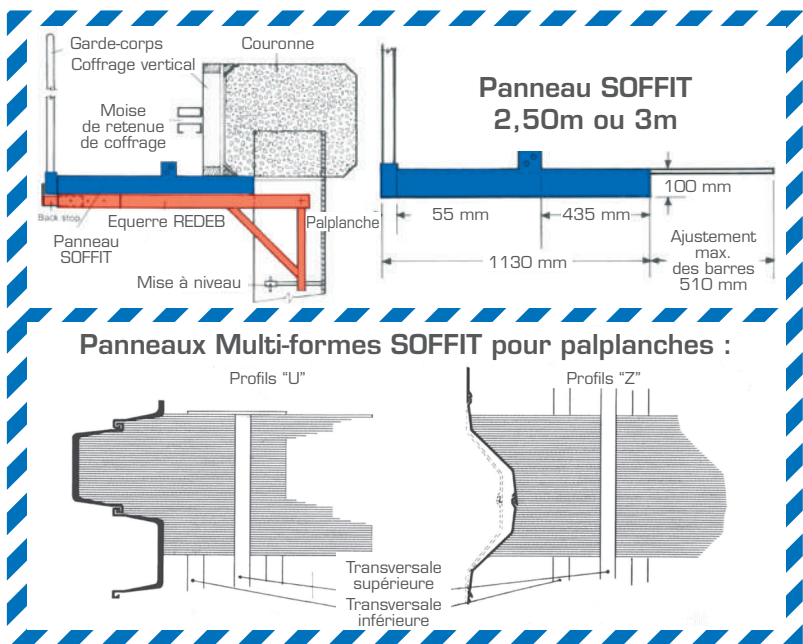 Garde-corps
Coffrage vertical
Couronne
Moise
de retenue
de coffrage
Back stop
Equerre REDEB
Palplanche
Panneau
SOFFIT
Mise à niveau
Panneau SOFFIT
2,50m ou 3m
100 mm
55 mm
435 mm
1130 mm
Ajustement
max.
des barres
510 mm
Panneaux Multi-formes SOFFIT pour palplanches :
Profils "U"
Profils "Z"
Transversale
supérieure
Transversale
inférieure